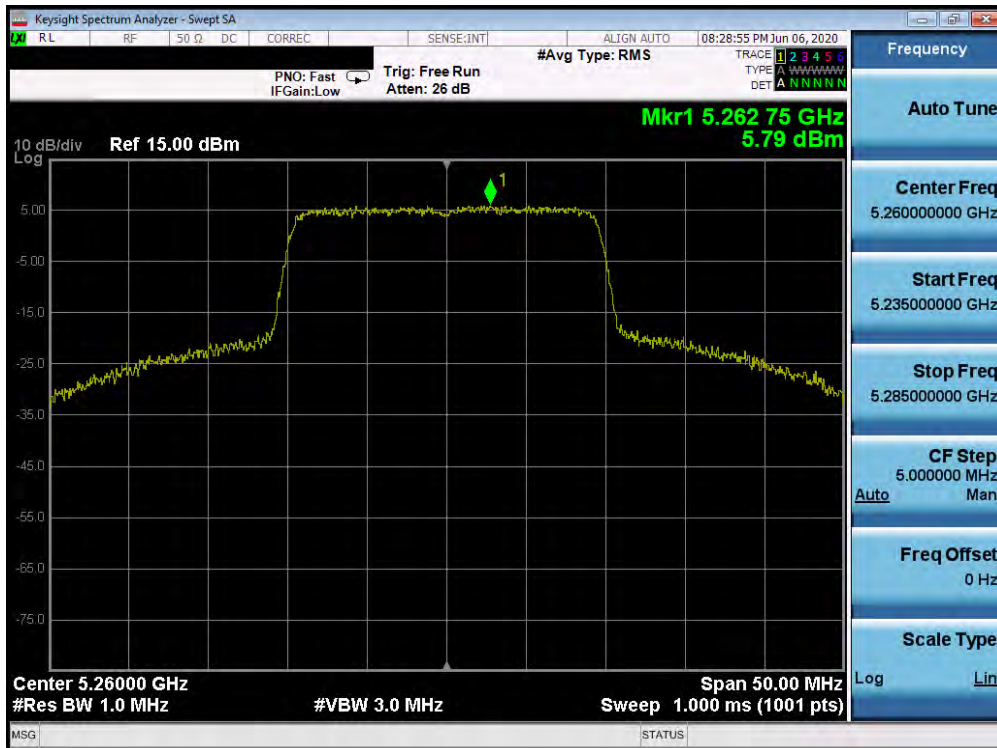 Keysight Spectrum Analyzer - Swept SA
LXI RL RF 50 Ω DC CORREC SENSE:INT ALIGN AUTO 08:28:55 PM Jun 06, 2020
PNO: Fast Trig: Free Run #Avg Type: RMS TRACE 1 2 3 4 5 6
IFGain:Low Atten: 26 dB TYPE A WWWWW
DET A N N N N N
Mkr1 5.262 75 GHz
5.79 dBm
10 dB/div Ref 15.00 dBm
Log
1
5.00
-5.00
-15.0
-25.0
-35.0
-45.0
-55.0
-65.0
-75.0
Center 5.26000 GHz Span 50.00 MHz
#Res BW 1.0 MHz #VBW 3.0 MHz Sweep 1.000 ms (1001 pts)
MSG STATUS
Frequency
Auto Tune
Center Freq
5.260000000 GHz
Start Freq
5.235000000 GHz
Stop Freq
5.285000000 GHz
CF Step
5.000000 MHz
Auto Man
Freq Offset
0 Hz
Scale Type
Log Lin